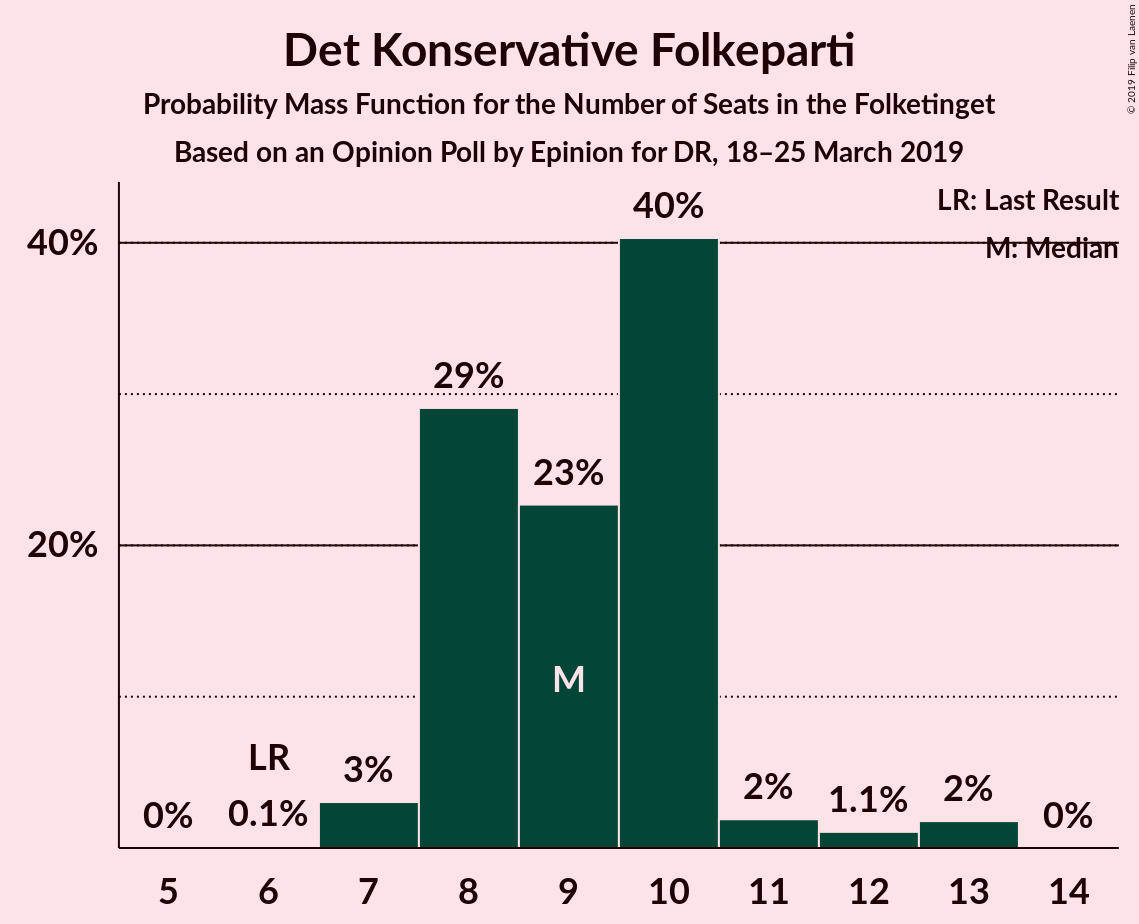 Det Konservative Folkeparti
Probability Mass Function for the Number of Seats in the Folketinget
Based on an Opinion Poll by Epinion for DR, 18–25 March 2019
© 2019 Filip van Laenen
LR: Last Result
M: Median
40%
20%
0%
LR
0.1%
3%
29%
23%
M
40%
2%
1.1%
2%
0%
5 6 7 8 9 10 11 12 13 14